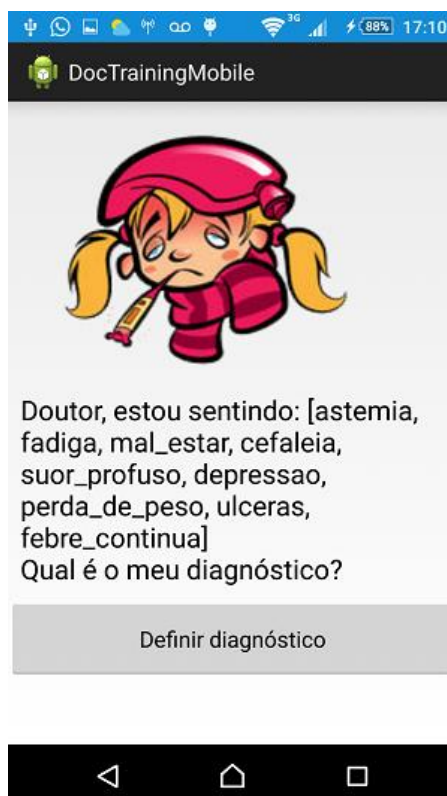 3G 88% 17:10
DocTrainingMobile
Doutor, estou sentindo: [astemia,
fadiga, mal_estar, cefaleia,
suor_profuso, depressao,
perda_de_peso, ulceras,
febre_continua]
Qual é o meu diagnóstico?
Definir diagnóstico